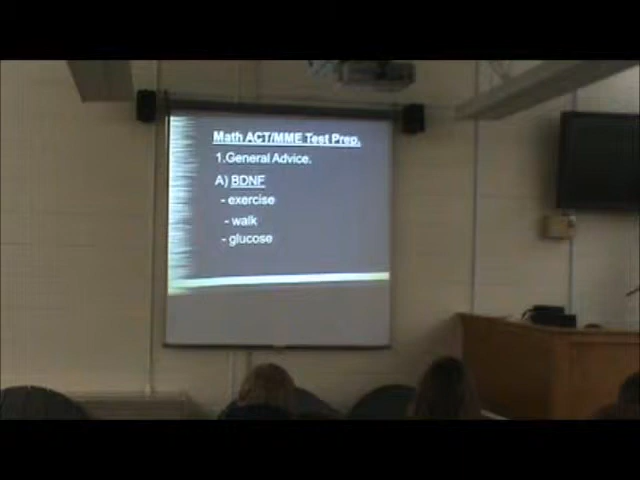 Math ACT/MME Test Prep.
1.General Advice.
A) BDNF
- exercise
- walk
- glucose